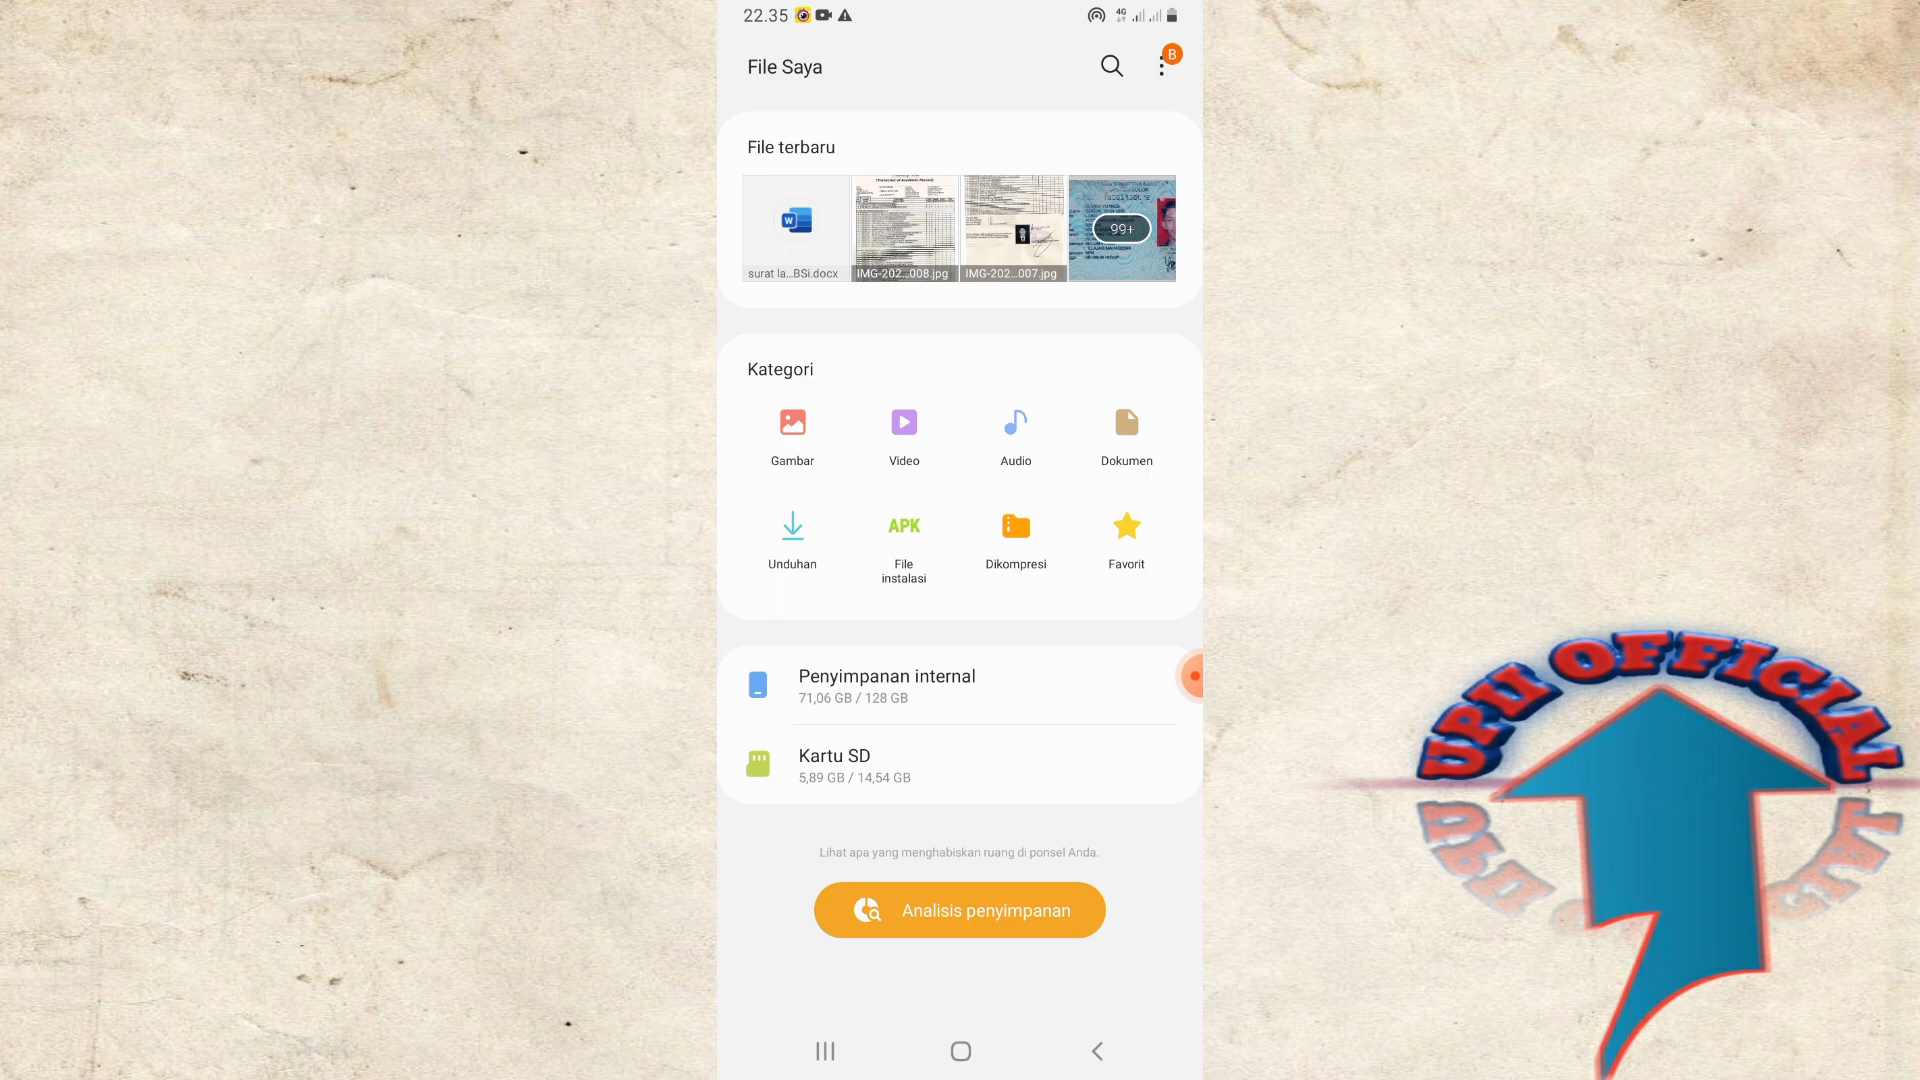 22.35
4G
File Saya
B
File terbaru
surat la...BSi.docx
IMG-202...008.jpg
IMG-202...007.jpg
99+
Kategori
Gambar
Video
Audio
Dokumen
Unduhan
APK
File
instalasi
Dikompresi
Favorit
Penyimpanan internal
71,06 GB / 128 GB
Kartu SD
5,89 GB / 14,54 GB
Lihat apa yang menghabiskan ruang di ponsel Anda.
Analisis penyimpanan
UPU OFFICIAL